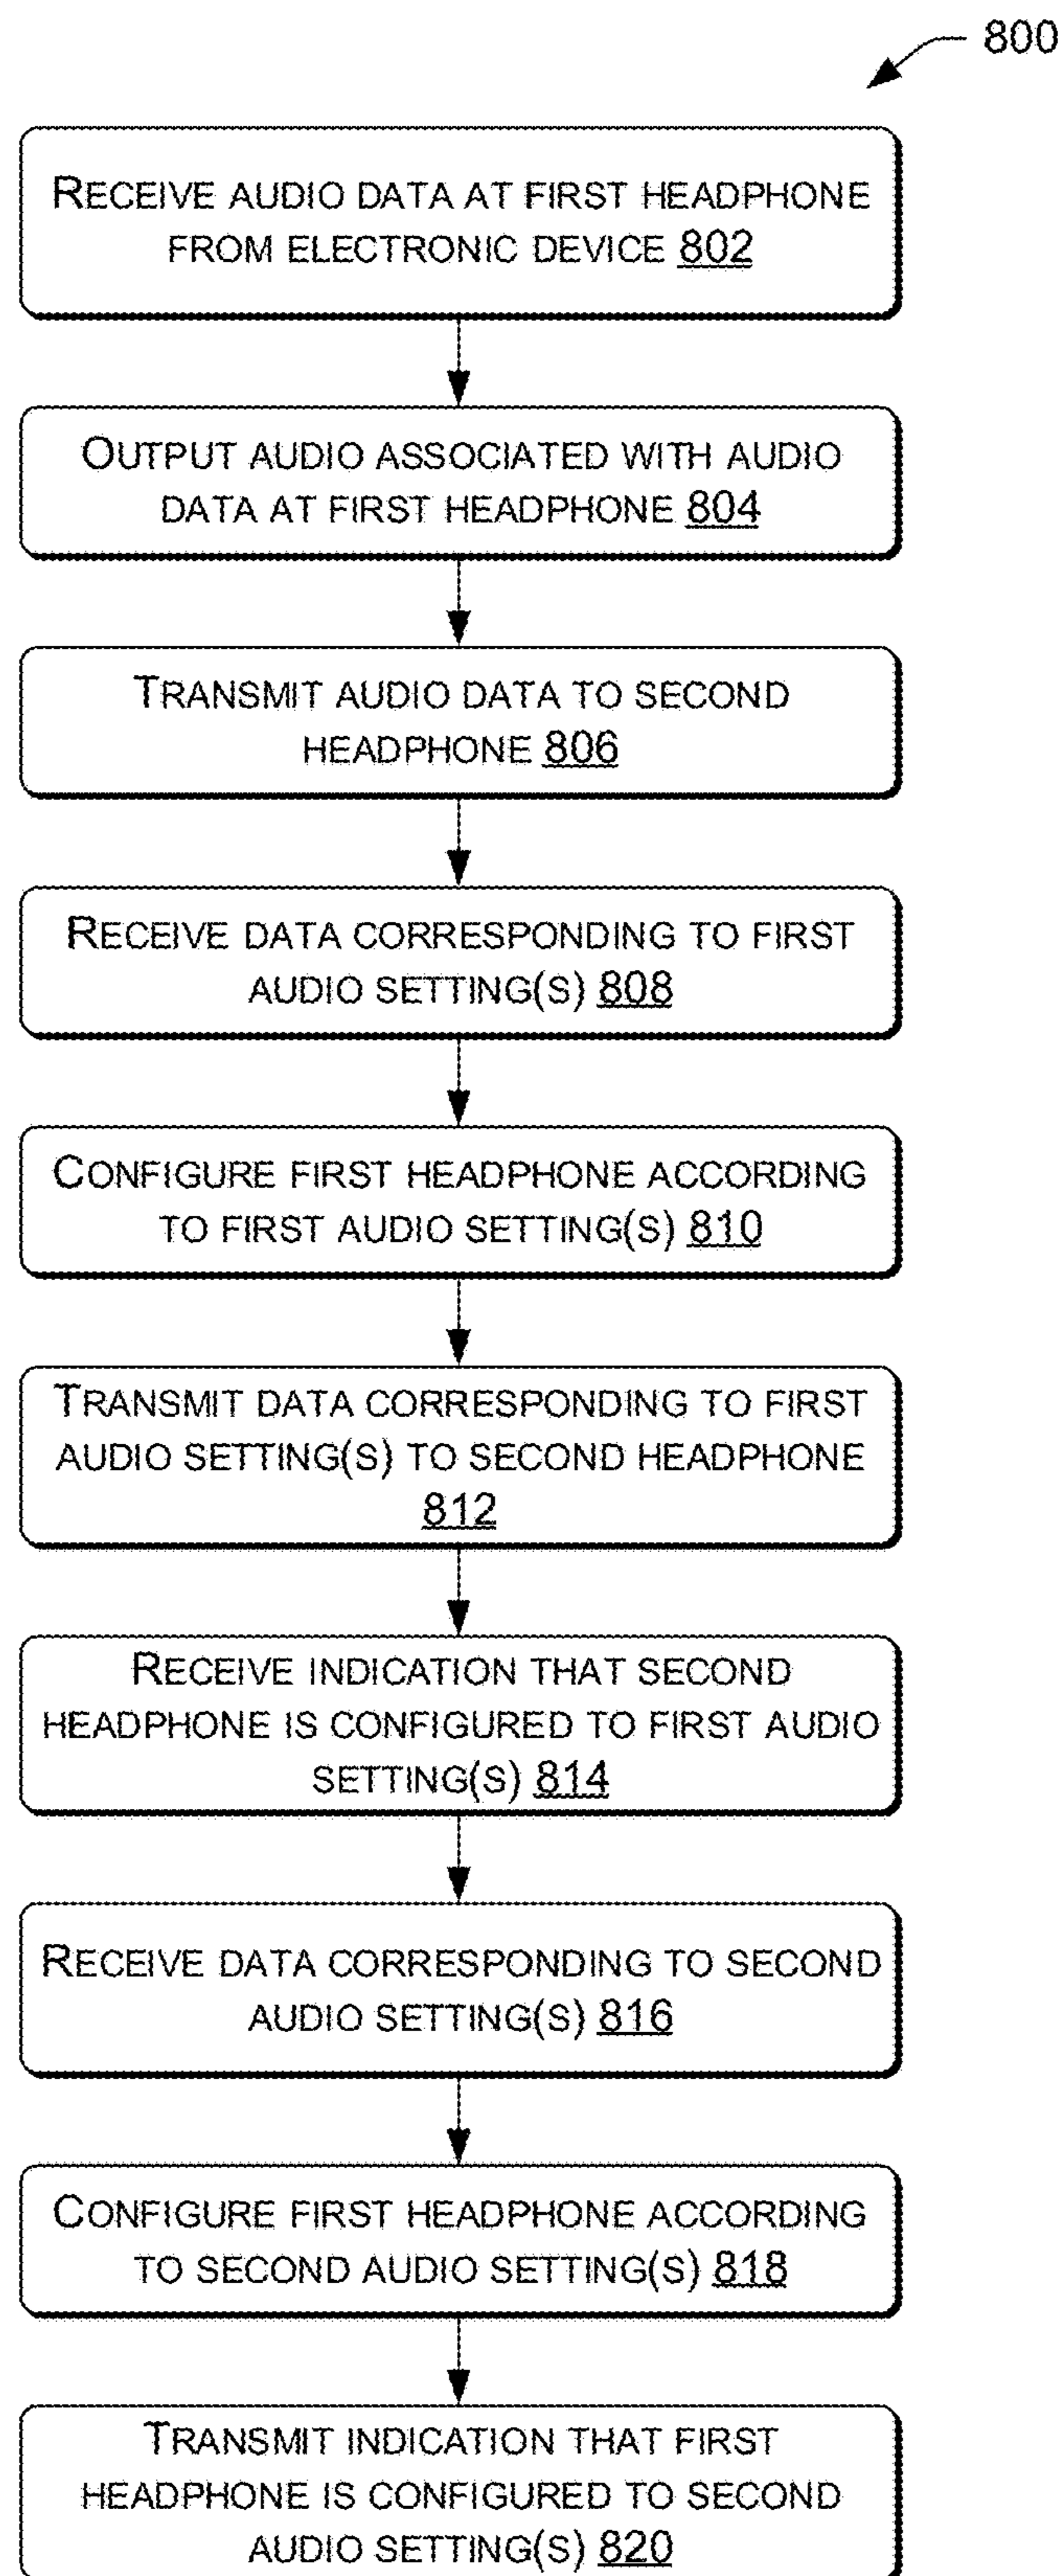 800
RECEIVE AUDIO DATA AT FIRST HEADPHONE
FROM ELECTRONIC DEVICE 802
OUTPUT AUDIO ASSOCIATED WITH AUDIO
DATA AT FIRST HEADPHONE 804
TRANSMIT AUDIO DATA TO SECOND
HEADPHONE 806
RECEIVE DATA CORRESPONDING TO FIRST
AUDIO SETTING(S) 808
CONFIGURE FIRST HEADPHONE ACCORDING
TO FIRST AUDIO SETTING(S) 810
TRANSMIT DATA CORRESPONDING TO FIRST
AUDIO SETTING(S) TO SECOND HEADPHONE
812
RECEIVE INDICATION THAT SECOND
HEADPHONE IS CONFIGURED TO FIRST AUDIO
SETTING(S) 814
RECEIVE DATA CORRESPONDING TO SECOND
AUDIO SETTING(S) 816
CONFIGURE FIRST HEADPHONE ACCORDING
TO SECOND AUDIO SETTING(S) 818
TRANSMIT INDICATION THAT FIRST
HEADPHONE IS CONFIGURED TO SECOND
AUDIO SETTING(S) 820